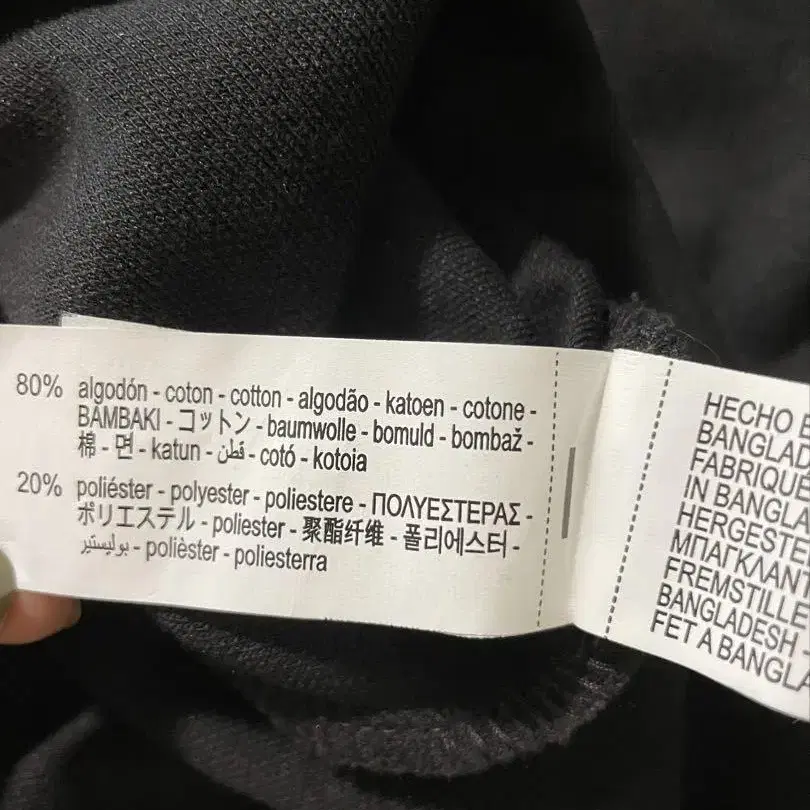 80% algodón - coton - cotton - algodão - katoen - cotone -
BAMBAKI - コットン - baumwolle - bomuld - bombaž -
棉 - 면 - katun - قطن - cotó - kotoia
20% poliéster - polyester - poliestere - ΠΟΛΥΕΣΤΕΡΑΣ -
ポリエステル - poliester - 聚酯纤维 - 폴리에스터 -
بوليستير - polièster - poliesterra
HECHO
BANGLAD
FABRIQUE
IN BANGLA
HERGESTE
ΜΠΑΓΚΛΑΝΤ
FREMSTILLE
BANGLADESH -
FET A BANGLA